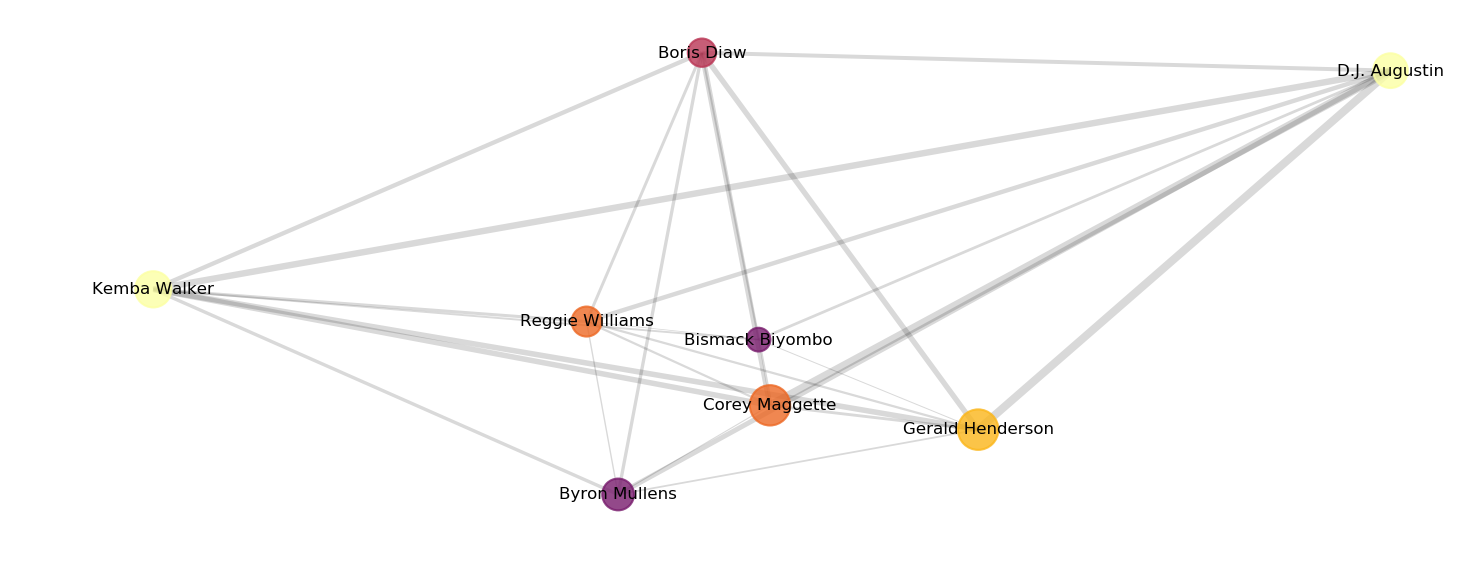 Boris Diaw
D.J. Augustin
Kemba Walker
Reggie Williams
Bismack Biyombo
Corey Maggette
Gerald Henderson
Byron Mullens